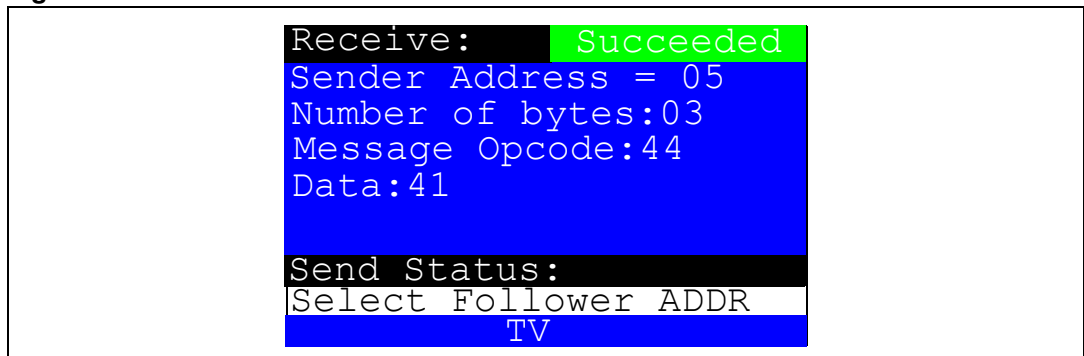 Receive: Succeeded
Sender Address = 05
Number of bytes:03
Message Opcode:44
Data:41
Send Status:
Select Follower ADDR
TV